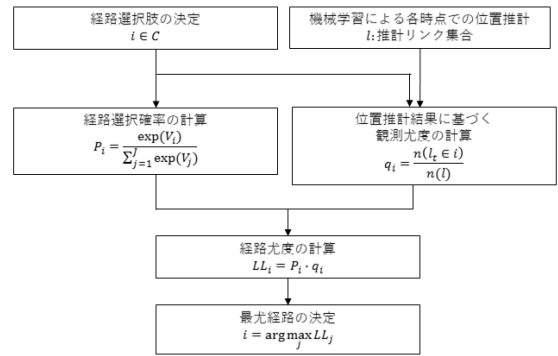 経路選択肢の決定
i ∈ C
機械学習による各時点での位置推計
l:推計リンク集合
経路選択確率の計算
P_i = exp(V_i) / ∑_{j=1}^{J} exp(V_j)
位置推計結果に基づく
観測尤度の計算
q_i = n(l_t ∈ i) / n(l)
経路尤度の計算
LL_i = P_i · q_i
最尤経路の決定
i = arg max_j LL_j